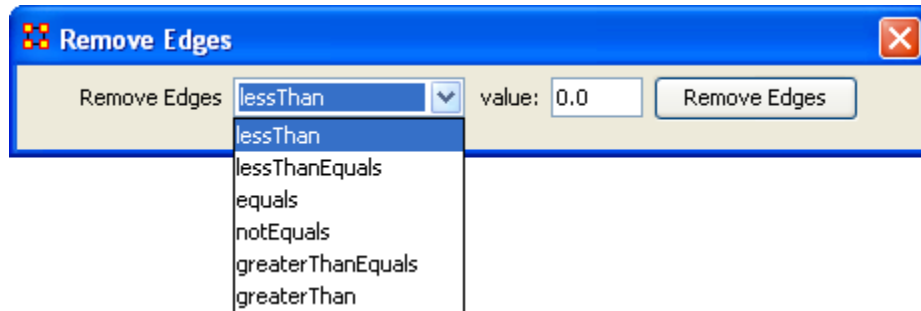 Remove Edges
Remove Edges lessThan value: 0.0 Remove Edges
lessThan
lessThanEquals
equals
notEquals
greaterThanEquals
greaterThan